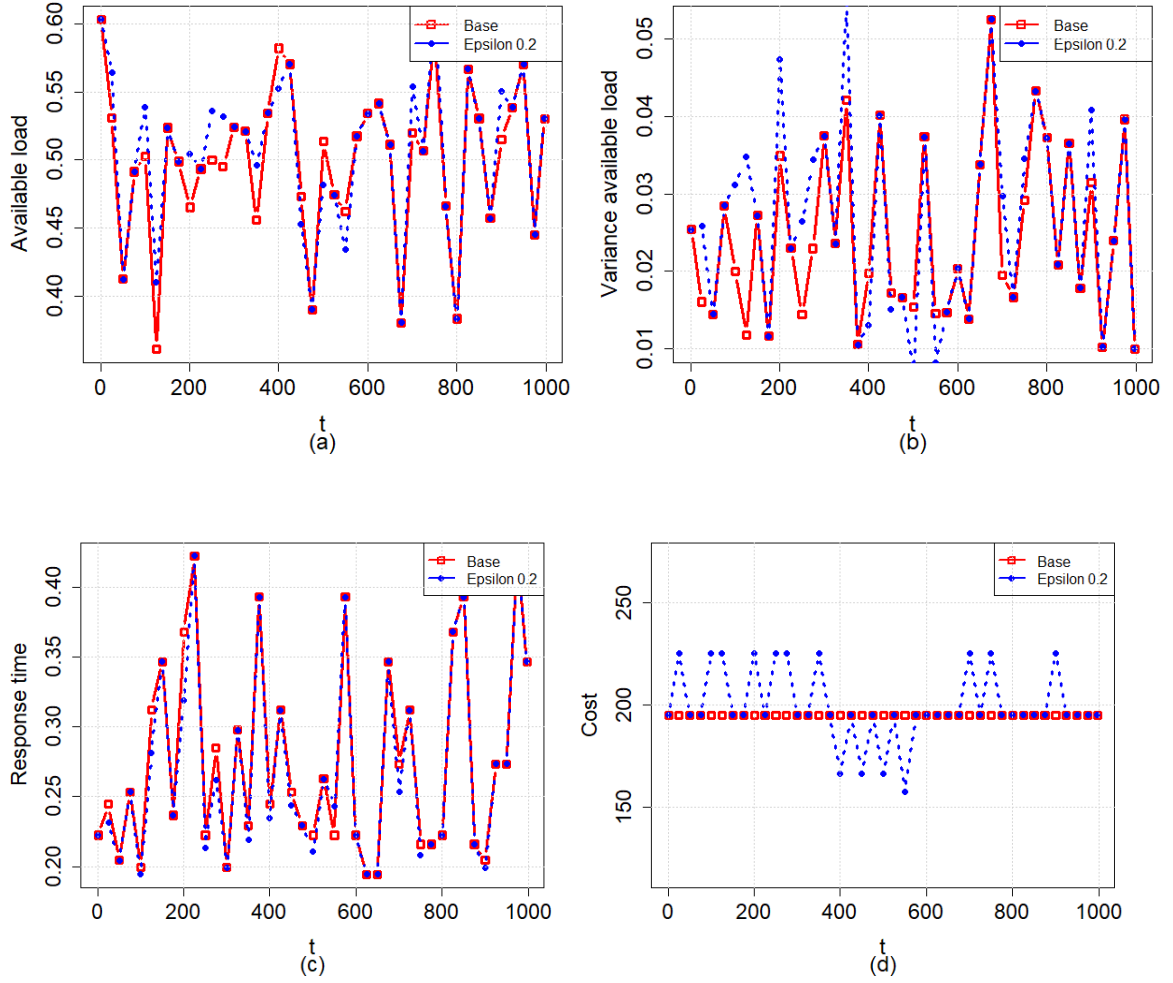 Available load
0.60
0.55
0.50
0.45
0.40
0 200 400 600 800 1000
t
(a)
Base
Epsilon 0.2
Variance available load
0.05
0.04
0.03
0.02
0.01
0 200 400 600 800 1000
t
(b)
Base
Epsilon 0.2
Response time
0.40
0.35
0.30
0.25
0.20
0 200 400 600 800 1000
t
(c)
Base
Epsilon 0.2
Cost
250
200
150
0 200 400 600 800 1000
t
(d)
Base
Epsilon 0.2